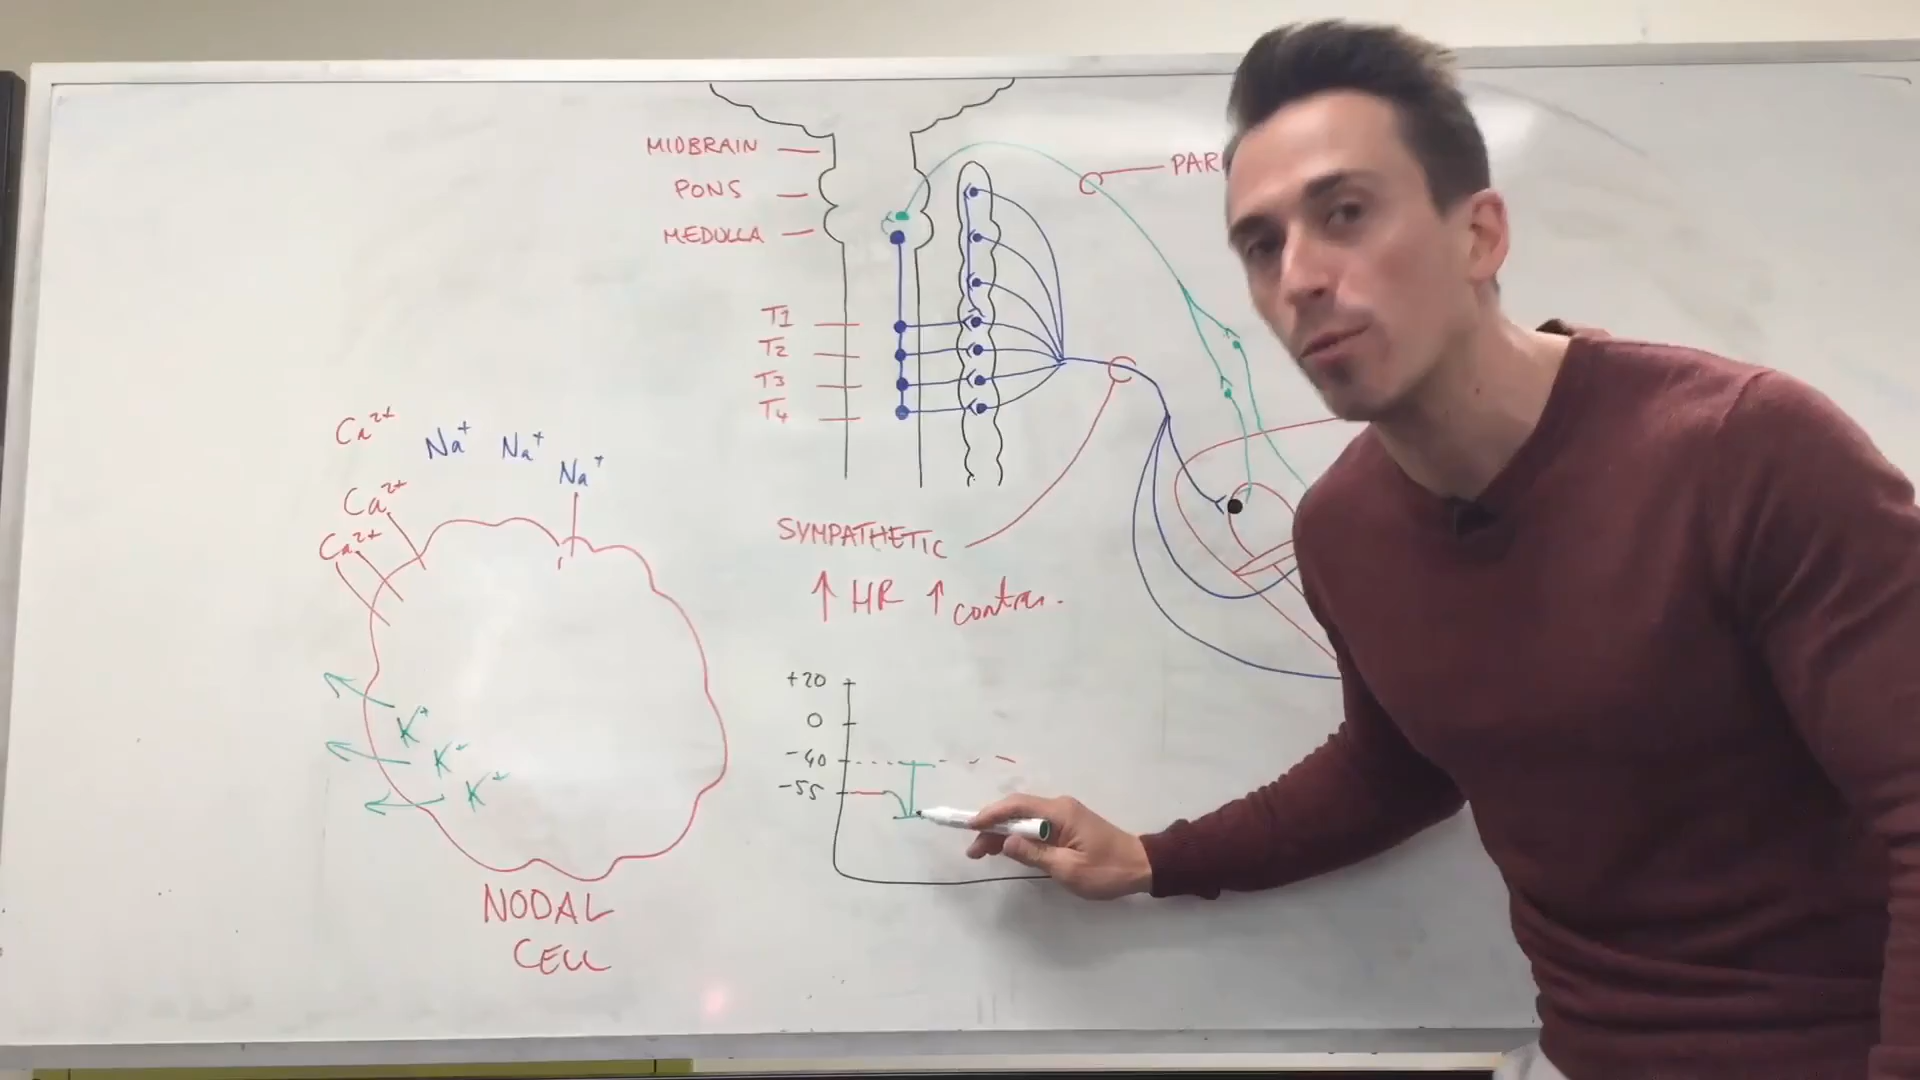 MIDBRAIN
PONS
MEDULLA
PAR
T1
T2
T3
T4
Ca²⁺
Na⁺ Na⁺
Na⁺
Ca²⁺
Ca²⁺
SYMPATHETIC
↑ HR ↑ contra.
+20
0
-40
-55
K⁺
K⁺
K⁺
NODAL
CELL